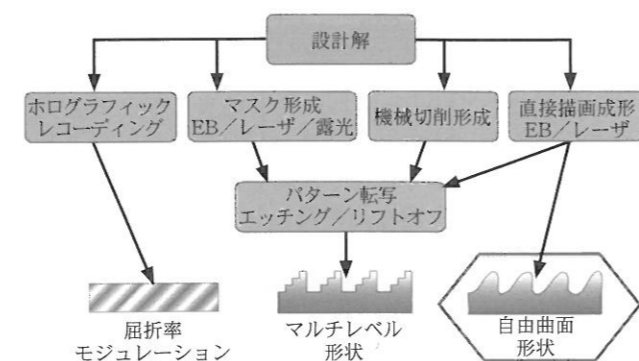 設計解
ホログラフィック
レコーディング
マスク形成
EB/レーザ/露光
機械切削形成
直接描画成形
EB/レーザ
パターン転写
エッチング/リフトオフ
屈折率
モジュレーション
マルチレベル
形状
自由曲面
形状